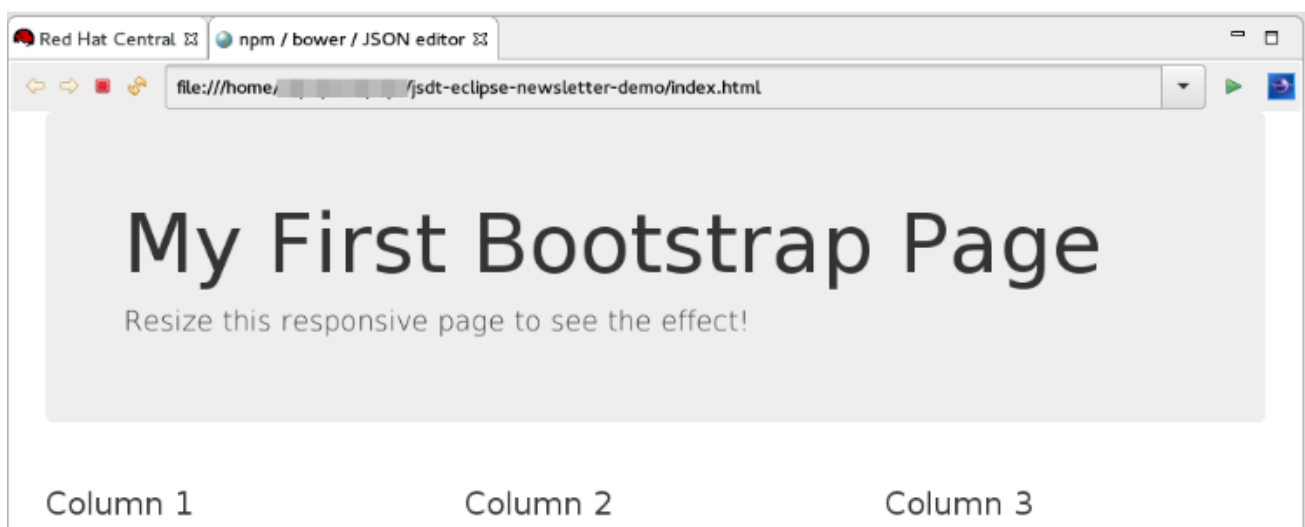 Red Hat Central
npm / bower / JSON editor
file:///home/ /jsdt-eclipse-newsletter-demo/index.html
My First Bootstrap Page
Resize this responsive page to see the effect!
Column 1 Column 2 Column 3